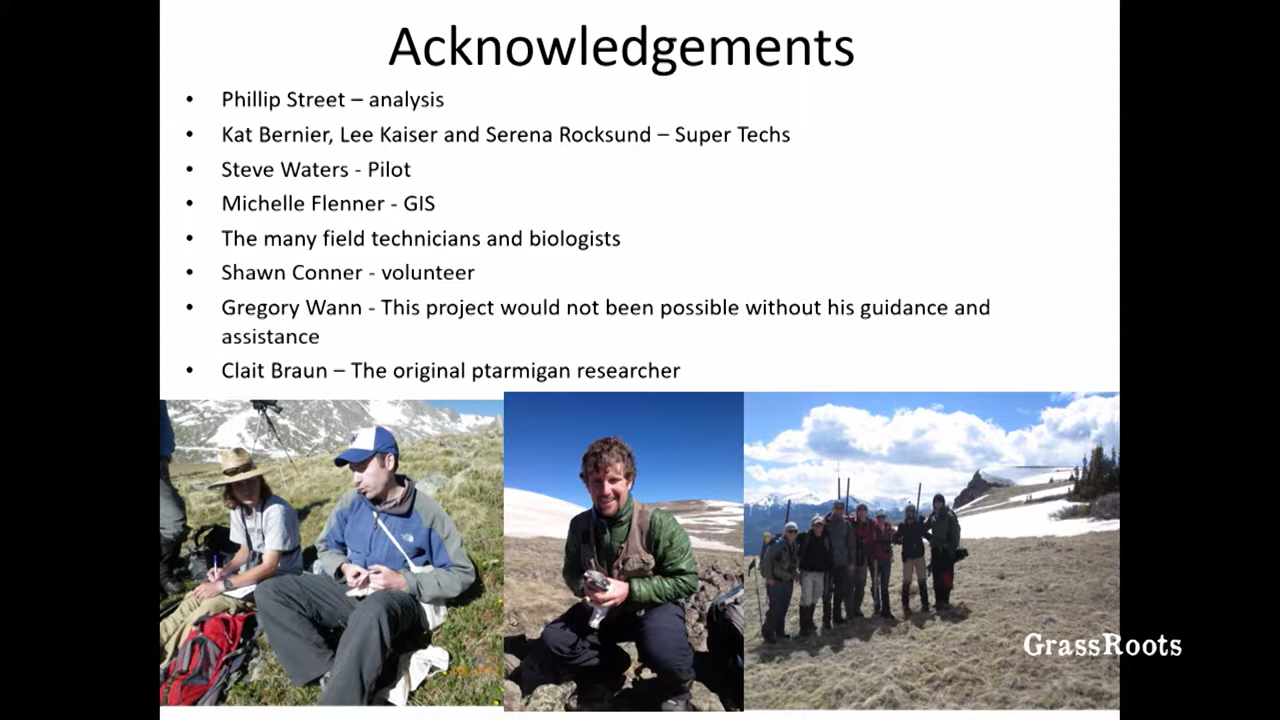 Acknowledgements
• Phillip Street – analysis
• Kat Bernier, Lee Kaiser and Serena Rocksund – Super Techs
• Steve Waters - Pilot
• Michelle Flenner - GIS
• The many field technicians and biologists
• Shawn Conner - volunteer
• Gregory Wann - This project would not been possible without his guidance and
assistance
• Clait Braun – The original ptarmigan researcher
GrassRoots